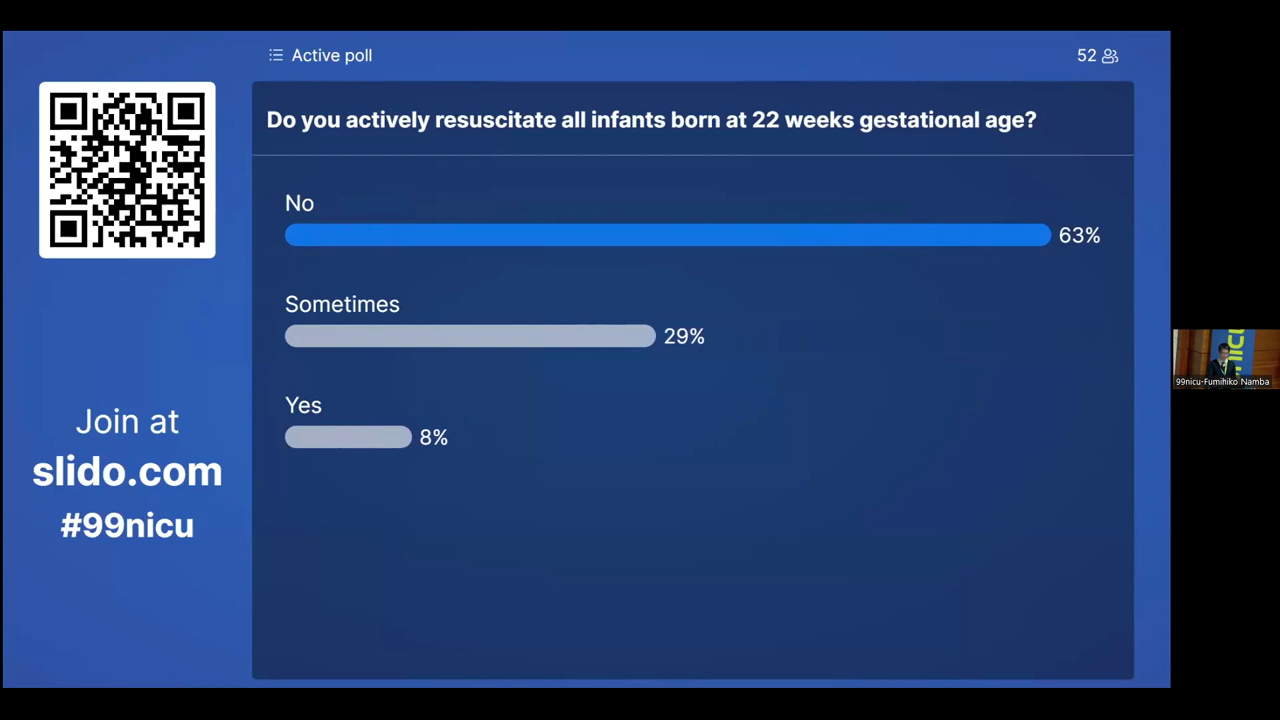 Active poll
52
Do you actively resuscitate all infants born at 22 weeks gestational age?
No
63%
Sometimes
29%
Yes
8%
Join at
slido.com
#99nicu
nicu
99nicu-Fumihiko Namba